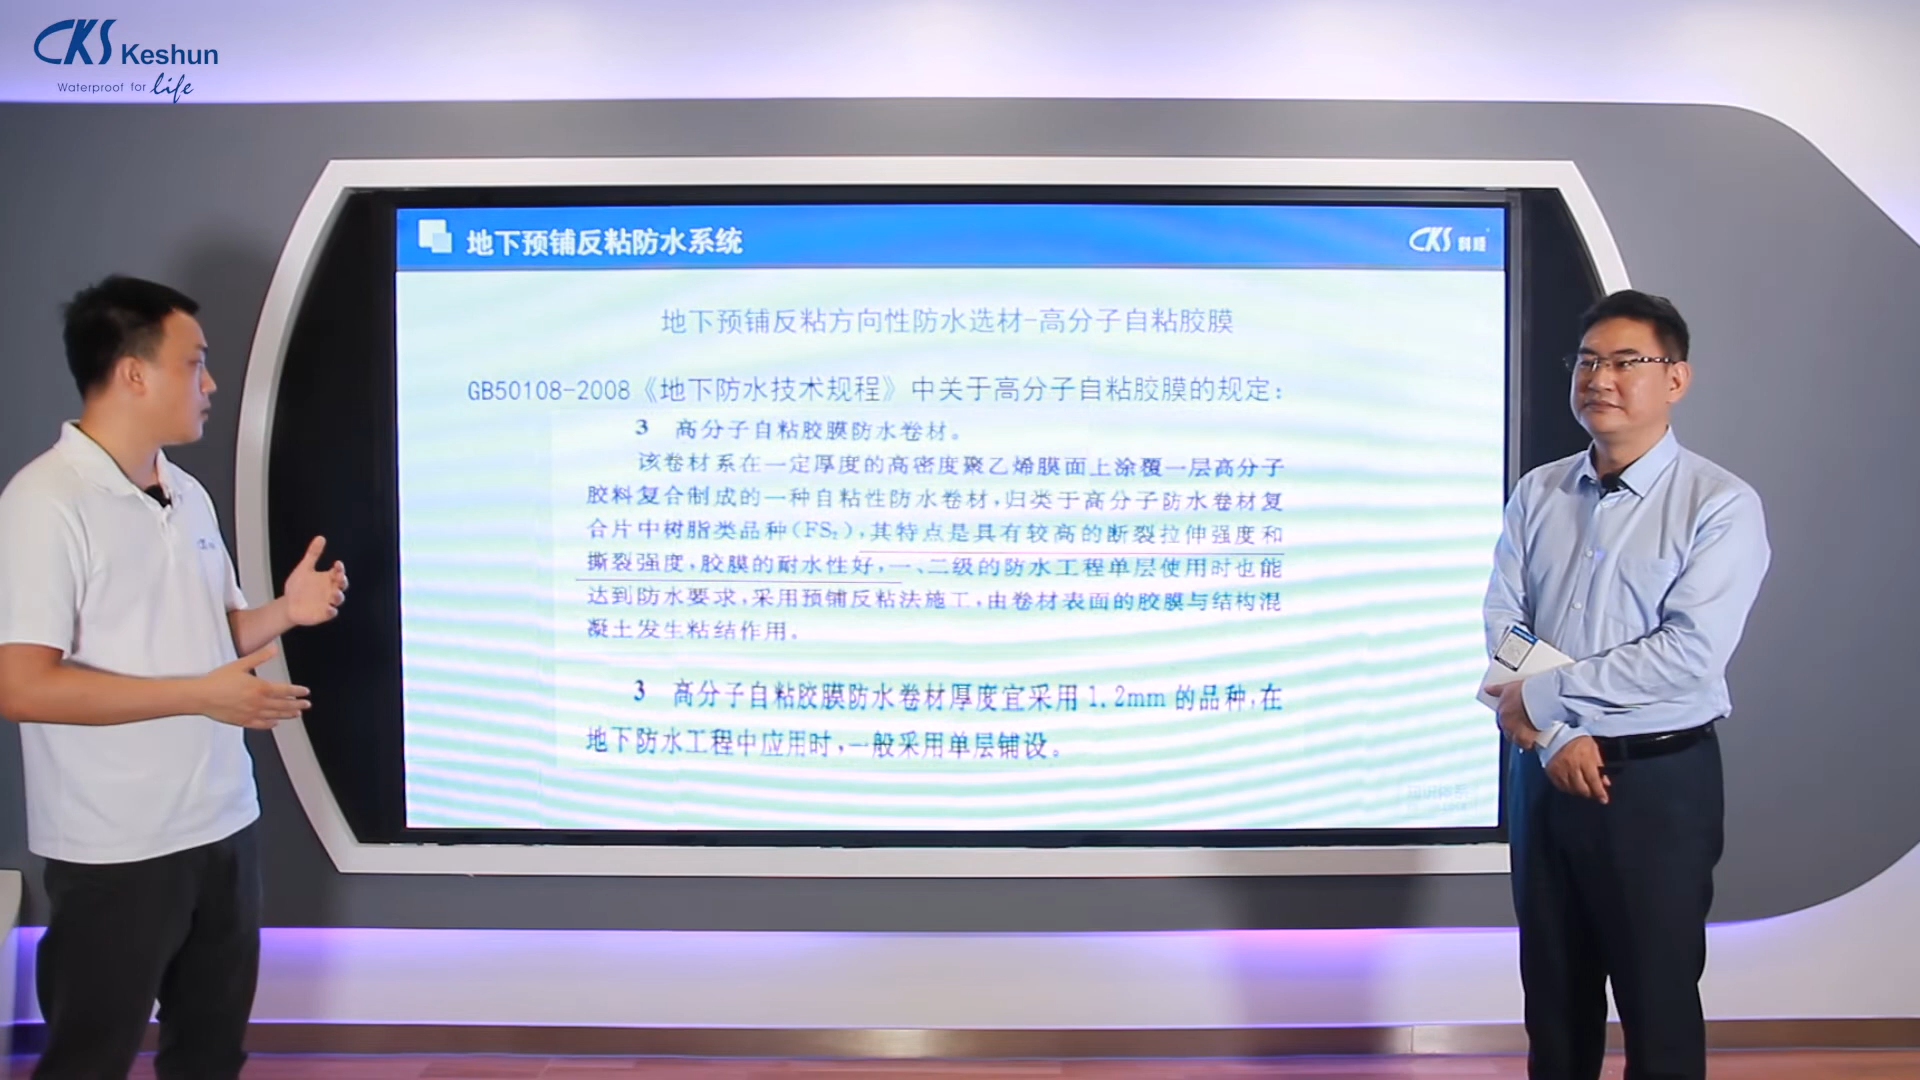 CKS Keshun
Waterproof for life
地下预铺反粘防水系统
CKS 科顺
地下预铺反粘方向性防水选材-高分子自粘胶膜
GB50108-2008《地下防水技术规程》中关于高分子自粘胶膜的规定：
3 高分子自粘胶膜防水卷材。
该卷材系在一定厚度的高密度聚乙烯膜面上涂覆一层高分子
胶料复合制成的一种自粘性防水卷材，归类于高分子防水卷材复
合片中树脂类品种(FS₂)，其特点是具有较高的断裂拉伸强度和
撕裂强度，胶膜的耐水性好，一、二级的防水工程单层使用时也能
达到防水要求，采用预铺反粘法施工，由卷材表面的胶膜与结构混
凝土发生粘结作用。
3 高分子自粘胶膜防水卷材厚度宜采用1.2mm的品种，在
地下防水工程中应用时，一般采用单层铺设。